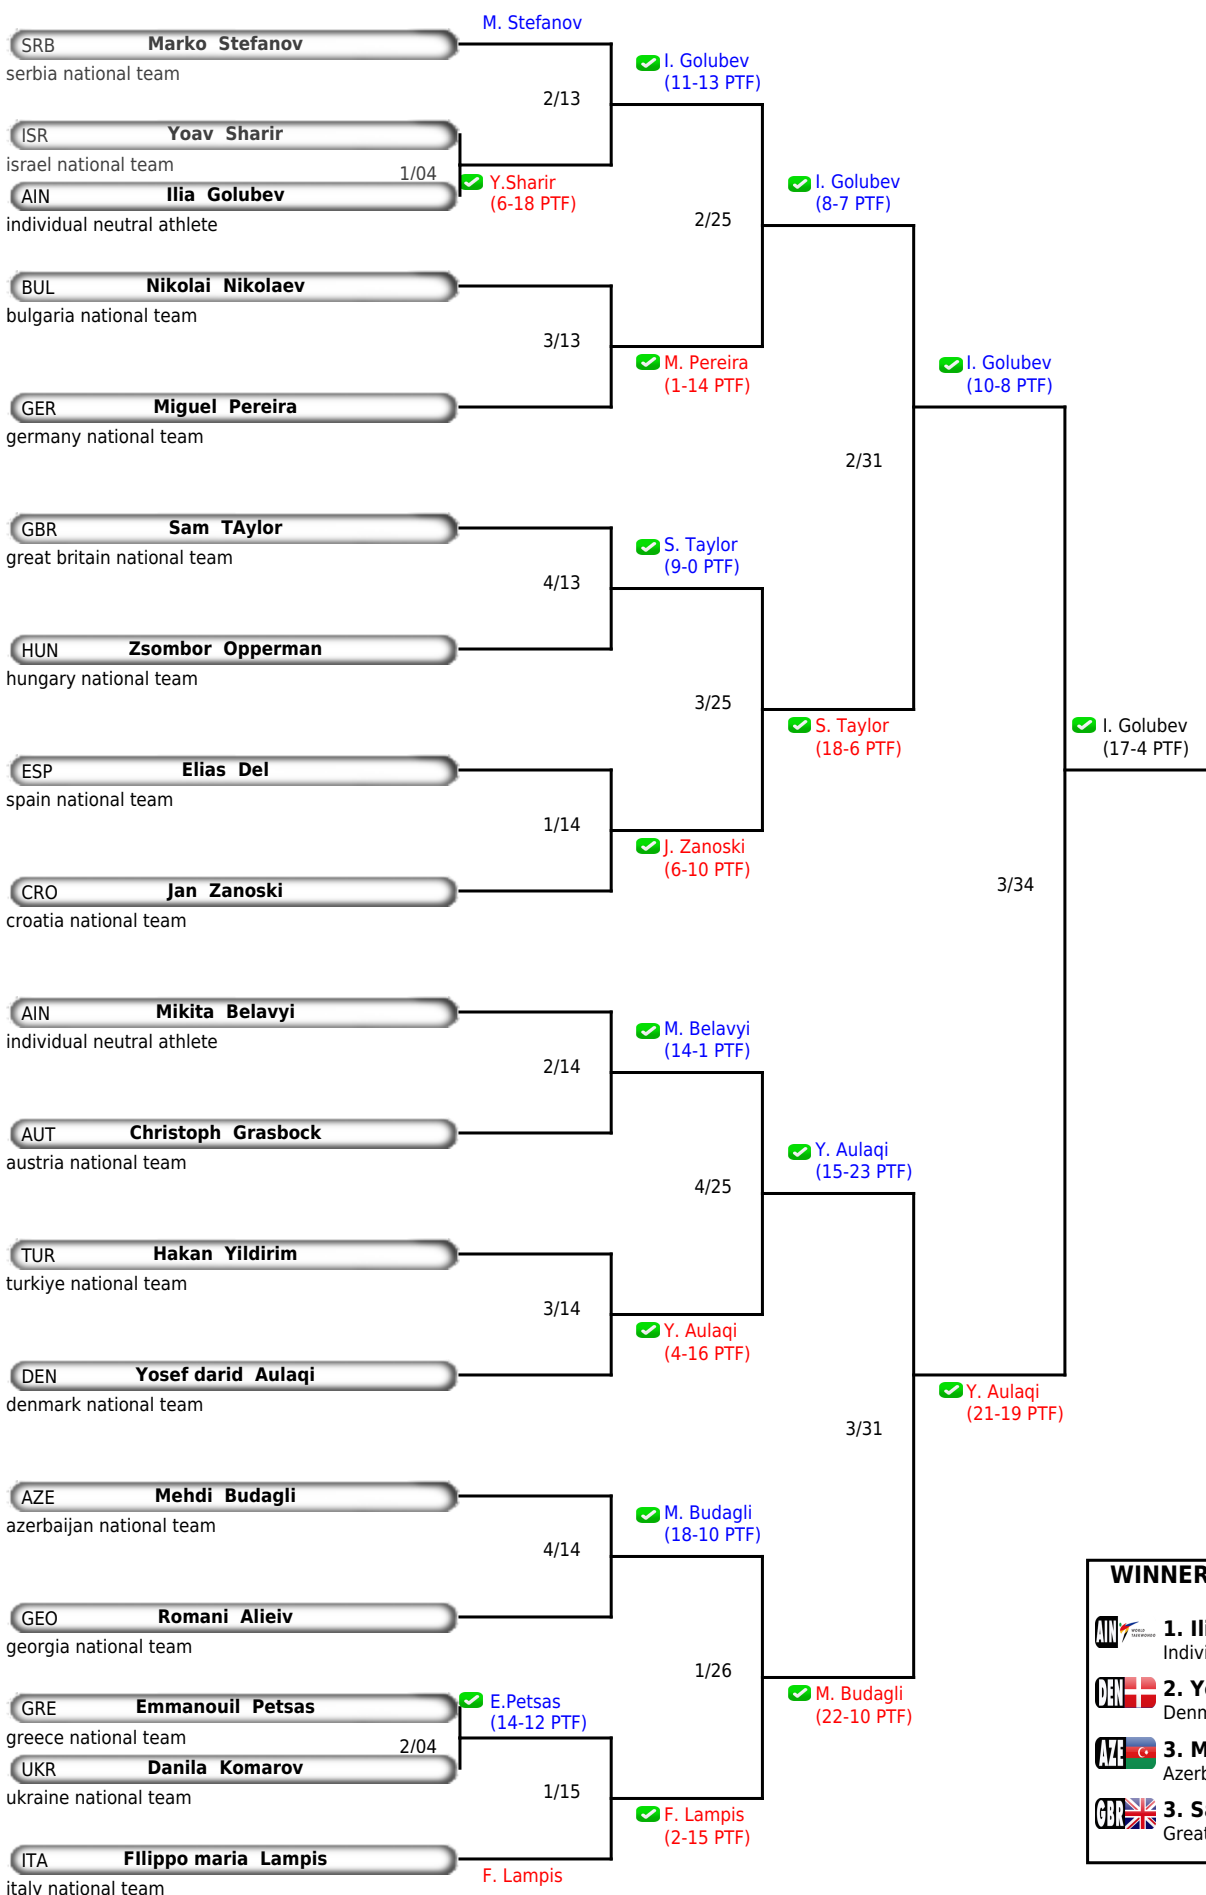 M. Stefanov
SRB Marko Stefanov
serbia national team
I. Golubev
(11-13 PTF)
2/13
ISR Yoav Sharir
israel national team
1/04
Y.Sharir
(6-18 PTF)
AIN Ilia Golubev
individual neutral athlete
I. Golubev
(8-7 PTF)
2/25
BUL Nikolai Nikolaev
bulgaria national team
3/13
M. Pereira
(1-14 PTF)
I. Golubev
(10-8 PTF)
GER Miguel Pereira
germany national team
2/31
GBR Sam TAylor
great britain national team
S. Taylor
(9-0 PTF)
4/13
HUN Zsombor Opperman
hungary national team
3/25
S. Taylor
(18-6 PTF)
I. Golubev
(17-4 PTF)
ESP Elias Del
spain national team
1/14
J. Zanoski
(6-10 PTF)
CRO Jan Zanoski
croatia national team
3/34
AIN Mikita Belavyi
individual neutral athlete
M. Belavyi
(14-1 PTF)
2/14
AUT Christoph Grasbock
austria national team
Y. Aulaqi
(15-23 PTF)
4/25
TUR Hakan Yildirim
turkiye national team
3/14
Y. Aulaqi
(4-16 PTF)
DEN Yosef darid Aulaqi
denmark national team
Y. Aulaqi
(21-19 PTF)
3/31
AZE Mehdi Budagli
azerbaijan national team
M. Budagli
(18-10 PTF)
4/14
GEO Romani Alieiv
georgia national team
1/26
M. Budagli
(22-10 PTF)
GRE Emmanouil Petsas
greece national team
E.Petsas
(14-12 PTF)
2/04
UKR Danila Komarov
ukraine national team
1/15
F. Lampis
(2-15 PTF)
ITA FIlippo maria Lampis
italy national team
F. Lampis
WINNER
AIN 1. Ili
Indivi
DEN 2. Yo
Denm
AZE 3. M
Azerb
GBR 3. Sa
Great